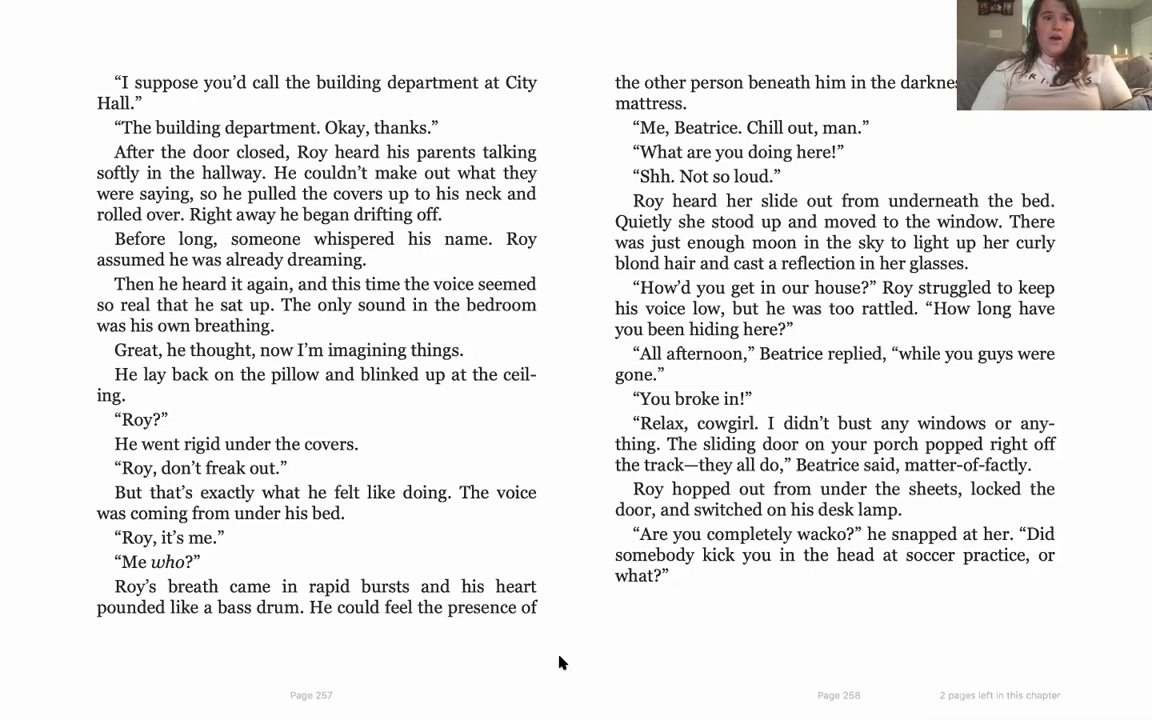 “I suppose you’d call the building department at City
Hall.”
“The building department. Okay, thanks.”
After the door closed, Roy heard his parents talking
softly in the hallway. He couldn’t make out what they
were saying, so he pulled the covers up to his neck and
rolled over. Right away he began drifting off.
Before long, someone whispered his name. Roy
assumed he was already dreaming.
Then he heard it again, and this time the voice seemed
so real that he sat up. The only sound in the bedroom
was his own breathing.
Great, he thought, now I’m imagining things.
He lay back on the pillow and blinked up at the ceil-
ing.
“Roy?”
He went rigid under the covers.
“Roy, don’t freak out.”
But that’s exactly what he felt like doing. The voice
was coming from under his bed.
“Roy, it’s me.”
“Me who?”
Roy’s breath came in rapid bursts and his heart
pounded like a bass drum. He could feel the presence of
Page 257
the other person beneath him in the
mattress.
“Me, Beatrice. Chill out, man.”
“What are you doing here!”
“Shh. Not so loud.”
Roy heard her slide out from underneath the bed.
Quietly she stood up and moved to the window. There
was just enough moon in the sky to light up her curly
blond hair and cast a reflection in her glasses.
“How’d you get in our house?” Roy struggled to keep
his voice low, but he was too rattled. “How long have
you been hiding here?”
“All afternoon,” Beatrice replied, “while you guys were
gone.”
“You broke in!”
“Relax, cowgirl. I didn’t bust any windows or any-
thing. The sliding door on your porch popped right off
the track—they all do,” Beatrice said, matter-of-factly.
Roy hopped out from under the sheets, locked the
door, and switched on his desk lamp.
“Are you completely wacko?” he snapped at her. “Did
somebody kick you in the head at soccer practice, or
what?”
Page 258
2 pages left in this chapter